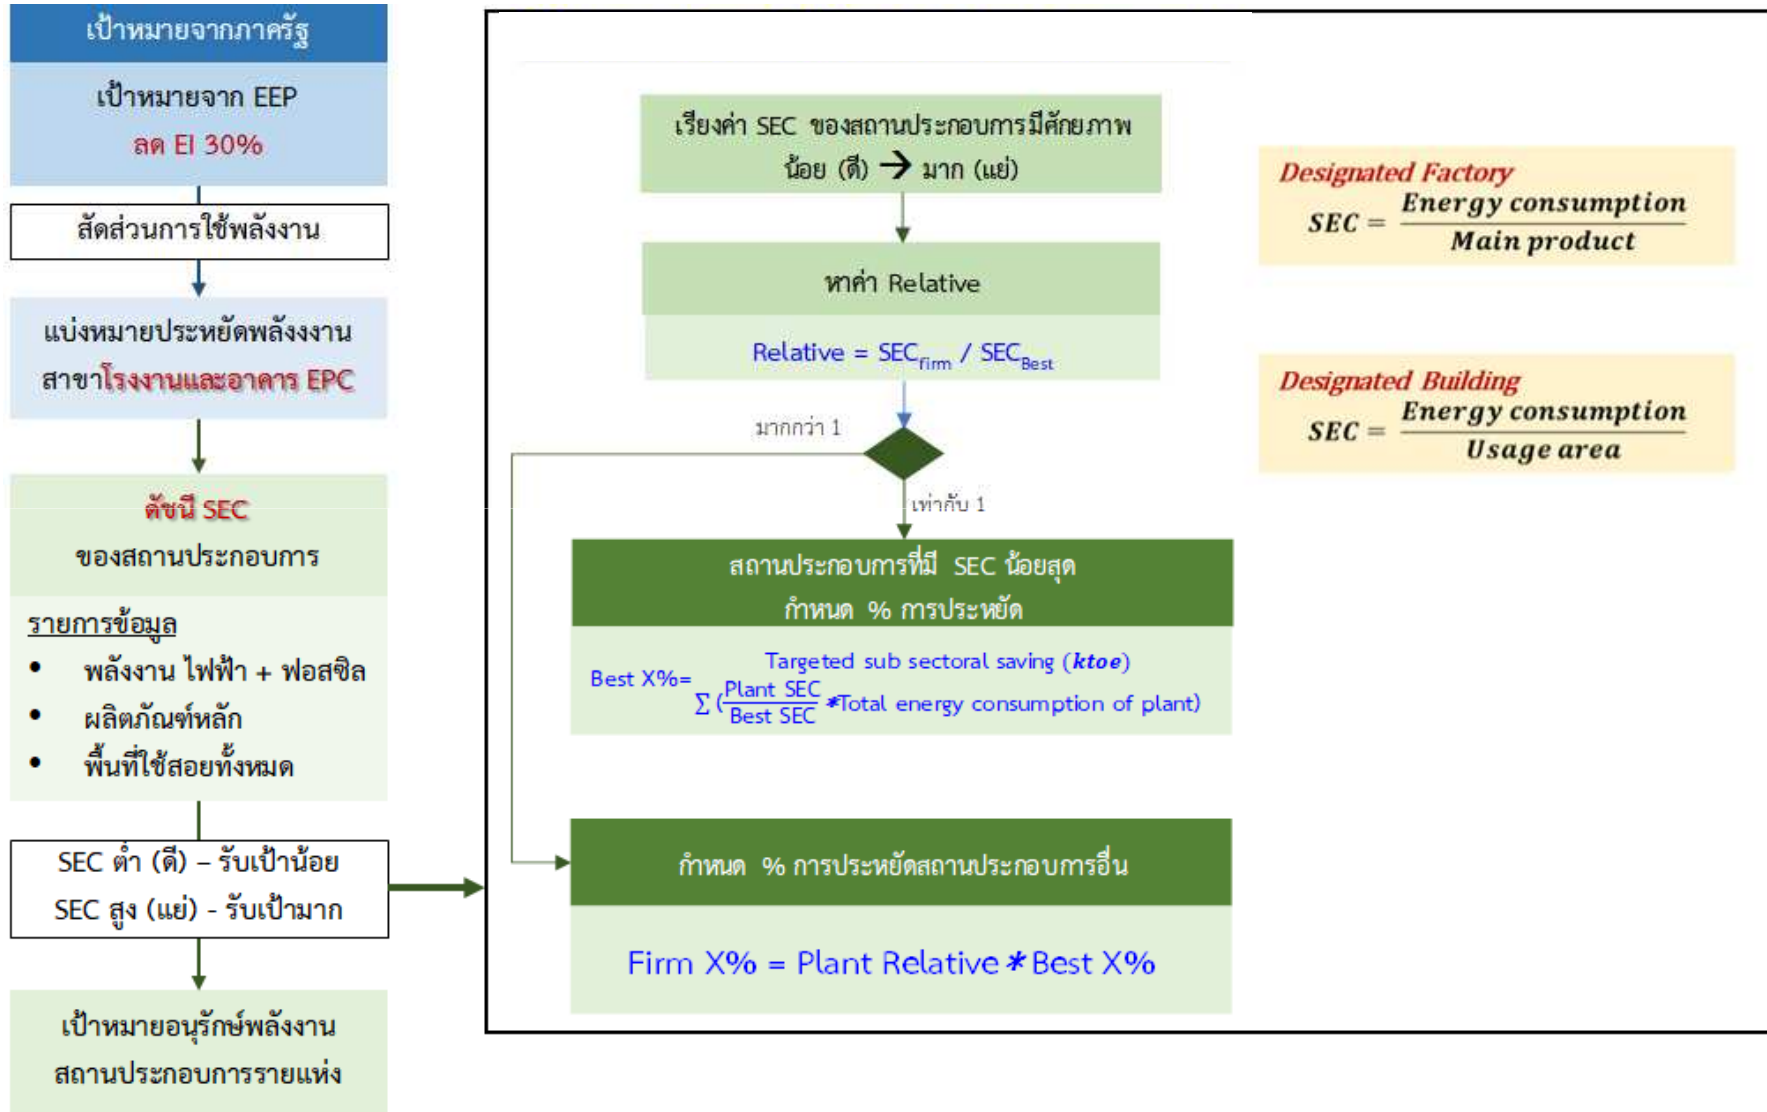 เป้าหมายจากภาครัฐ
เป้าหมายจาก EEP
ลด EI 30%
สัดส่วนการใช้พลังงาน
แบ่งหมายประหยัดพลังงงาน
สาขาโรงงานและอาคาร EPC
ดัชนี SEC
ของสถานประกอบการ
รายการข้อมูล
• พลังงาน ไฟฟ้า + ฟอสซิล
• ผลิตภัณฑ์หลัก
• พื้นที่ใช้สอยทั้งหมด
SEC ต่ำ (ดี) – รับเป้าน้อย
SEC สูง (แย่) - รับเป้ามาก
เป้าหมายอนุรักษ์พลังงาน
สถานประกอบการรายแห่ง
เรียงค่า SEC ของสถานประกอบการมีศักยภาพ
น้อย (ดี) → มาก (แย่)
หาค่า Relative
Relative = SECfirm / SECBest
มากกว่า 1
เท่ากับ 1
สถานประกอบการที่มี SEC น้อยสุด
กำหนด % การประหยัด
Best X%= Targeted sub sectoral saving (ktoe)
∑ (Plant SEC / Best SEC *Total energy consumption of plant)
กำหนด % การประหยัดสถานประกอบการอื่น
Firm X% = Plant Relative * Best X%
Designated Factory
SEC = Energy consumption / Main product
Designated Building
SEC = Energy consumption / Usage area